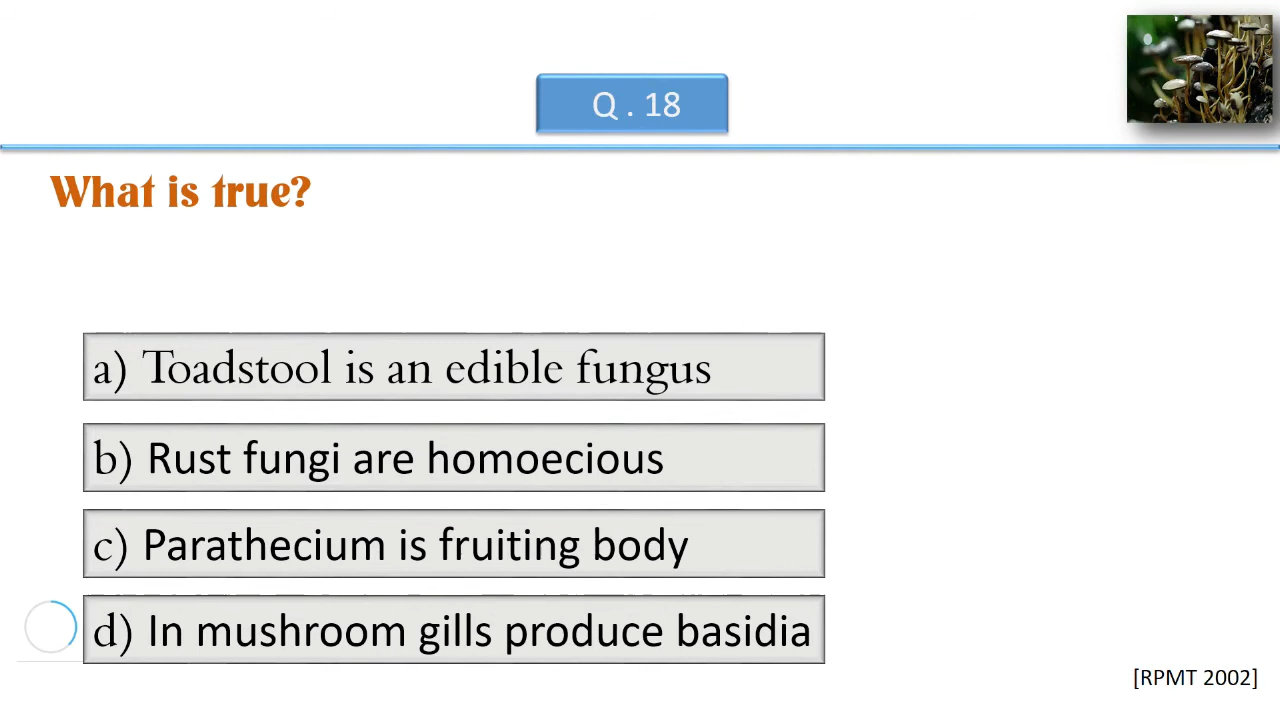 Q . 18
What is true?
a) Toadstool is an edible fungus
b) Rust fungi are homoecious
c) Parathecium is fruiting body
d) In mushroom gills produce basidia
[RPMT 2002]